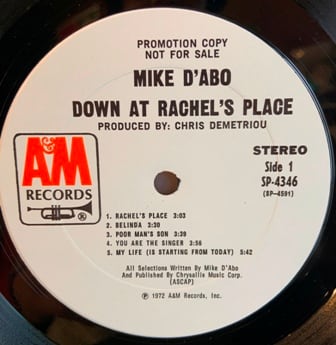 PROMOTION COPY
NOT FOR SALE
MIKE D'ABO
DOWN AT RACHEL'S PLACE
PRODUCED BY: CHRIS DEMETRIOU
STEREO
Side 1
SP-4346
(SP-4591)
A&M
RECORDS
®
1. RACHEL'S PLACE 3:03
2. BELINDA 2:30
3. POOR MAN'S SON 3:39
4. YOU ARE THE SINGER 3:56
5. MY LIFE (IS STARTING FROM TODAY) 5:42
All Selections Written By Mike D'Abo
And Published By Chrysallis Music Corp.
(ASCAP)
℗ 1972 A&M Records, Inc.